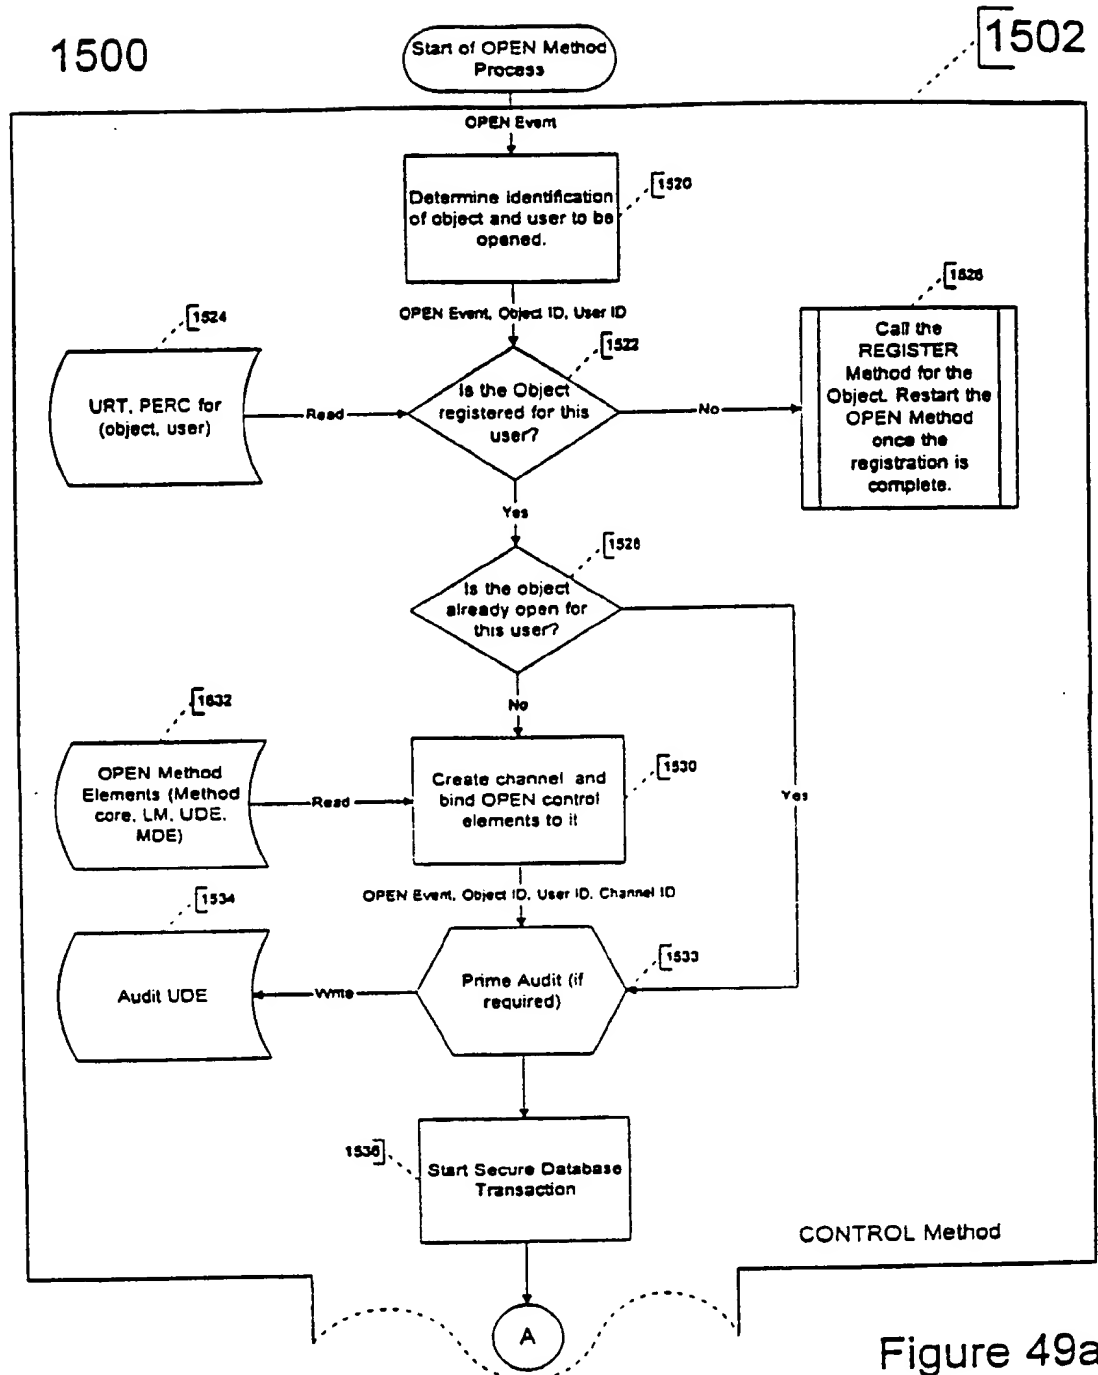 1500
1502
Start of OPEN Method
Process
OPEN Event
1520
Determine identification
of object and user to be
opened.
OPEN Event, Object ID, User ID
1524
1522
1526
URT, PERC for
(object, user)
Read
Is the Object
registered for this
user?
No
Call the
REGISTER
Method for the
Object. Restart the
OPEN Method
once the
registration is
complete.
Yes
1528
Is the object
already open for
this user?
No
Yes
1532
1530
OPEN Method
Elements (Method
core, LM, UDE,
MDE)
Read
Create channel and
bind OPEN control
elements to it
OPEN Event, Object ID, User ID, Channel ID
1534
1533
Audit UDE
Write
Prime Audit (if
required)
1536
Start Secure Database
Transaction
CONTROL Method
A
Figure 49a